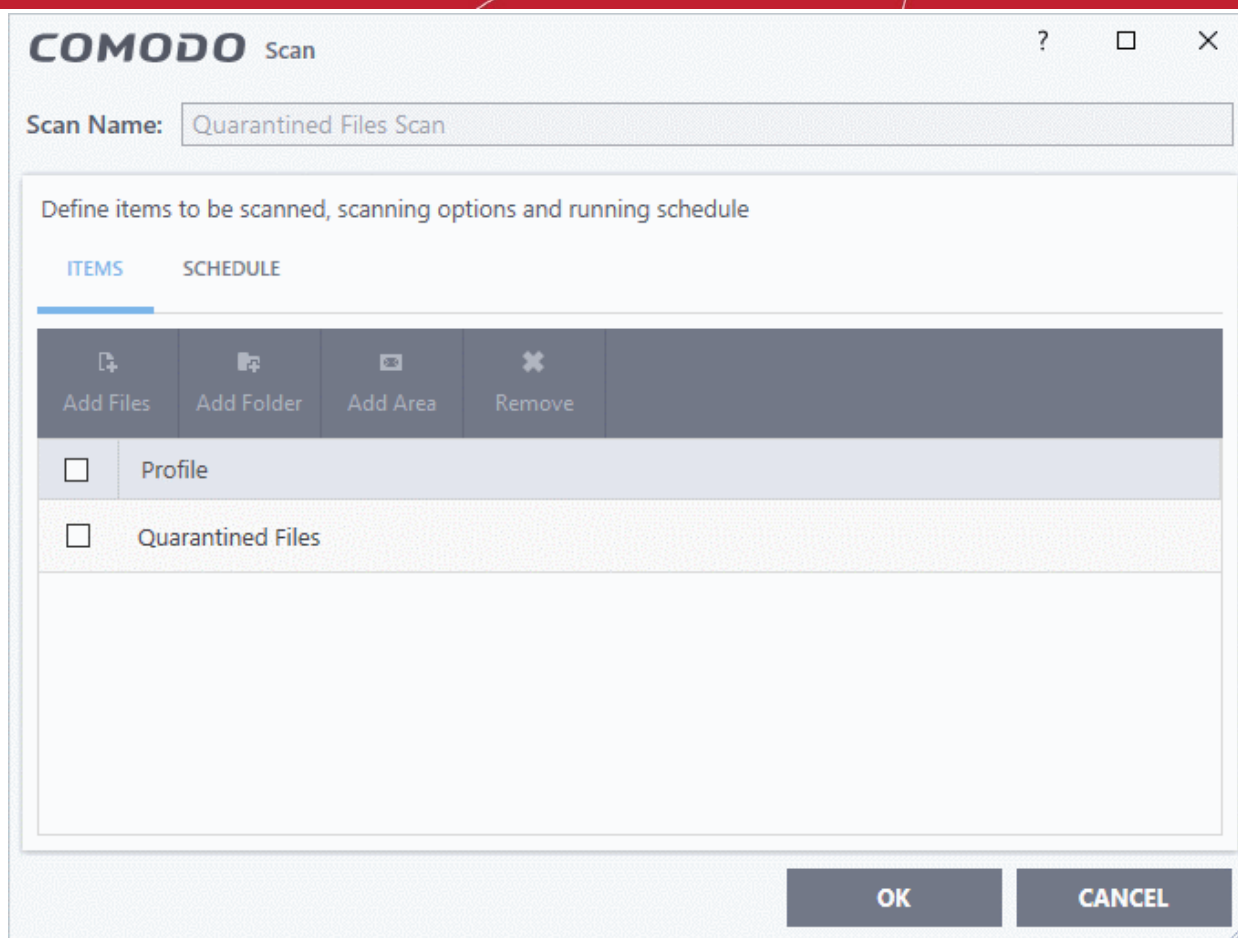 COMODO Scan ?
Scan Name: Quarantined Files Scan
Define items to be scanned, scanning options and running schedule
ITEMS SCHEDULE
Add Files Add Folder Add Area Remove
Profile
Quarantined Files
OK CANCEL